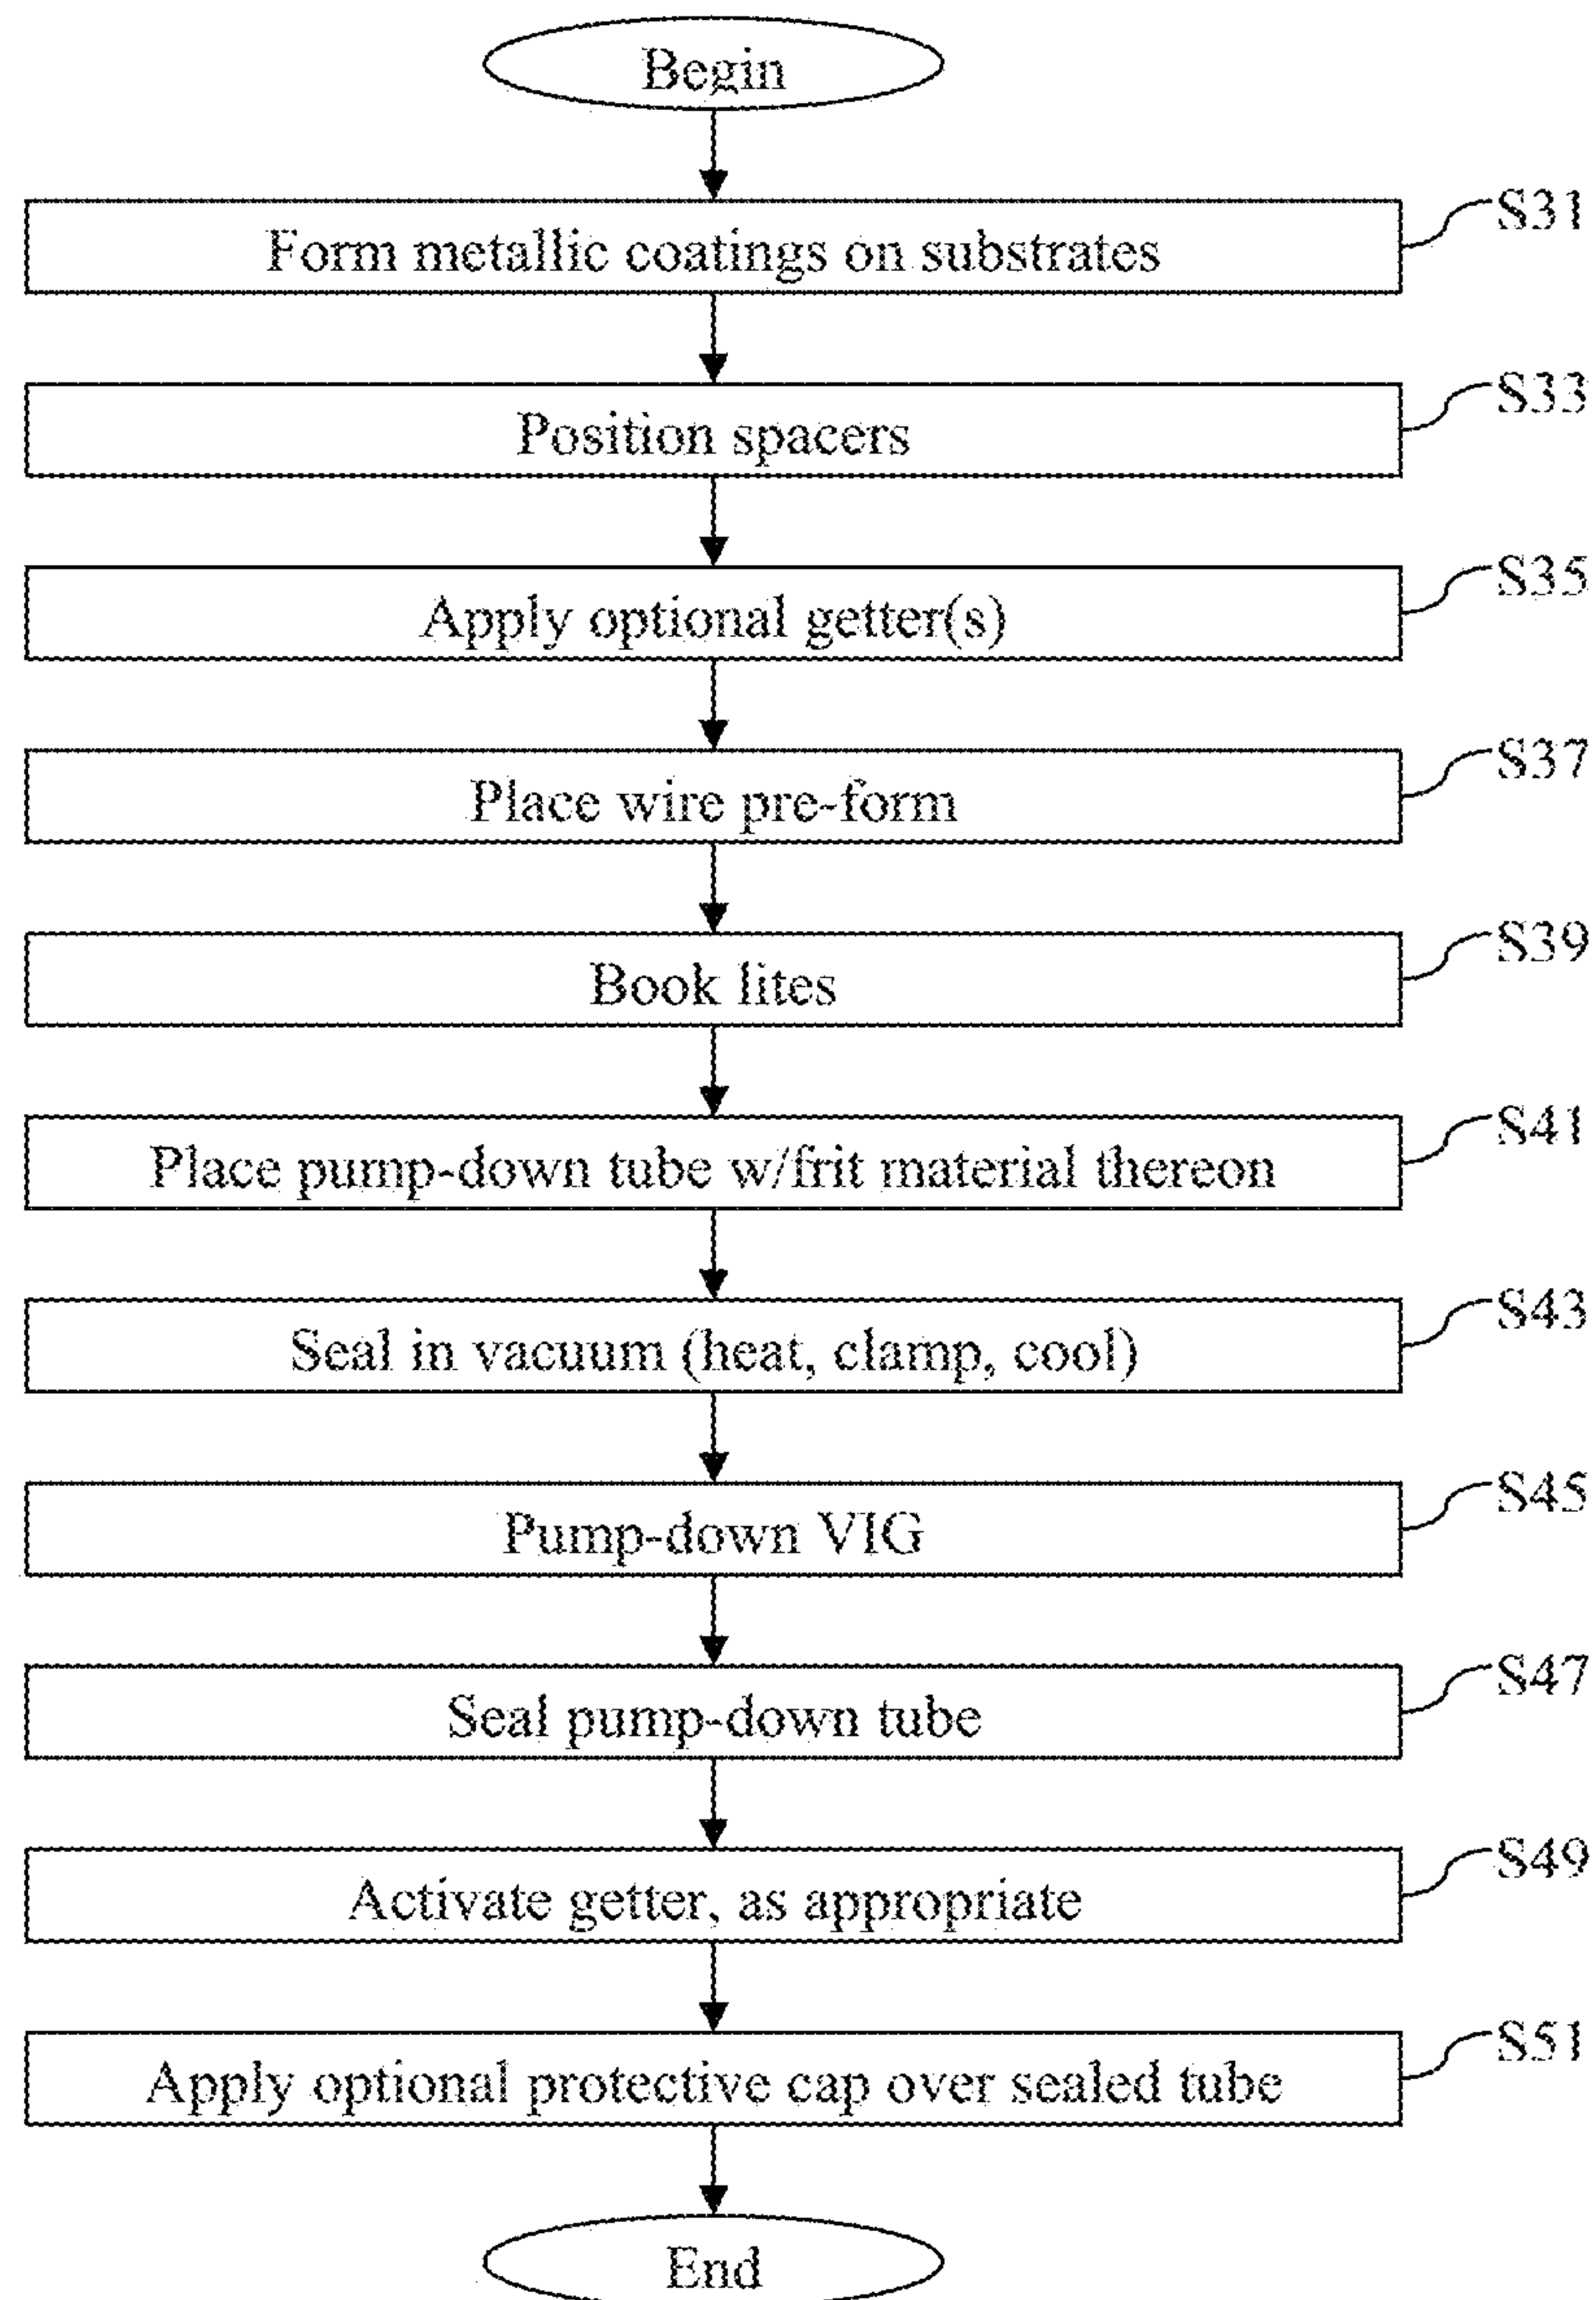 Begin
Form metallic coatings on substrates
S31
Position spacers
S33
Apply optional getter(s)
S35
Place wire pre-form
S37
Book lites
S39
Place pump-down tube w/frit material thereon
S41
Seal in vacuum (heat, clamp, cool)
S43
Pump-down VIG
S45
Seal pump-down tube
S47
Activate getter, as appropriate
S49
Apply optional protective cap over sealed tube
S51
End